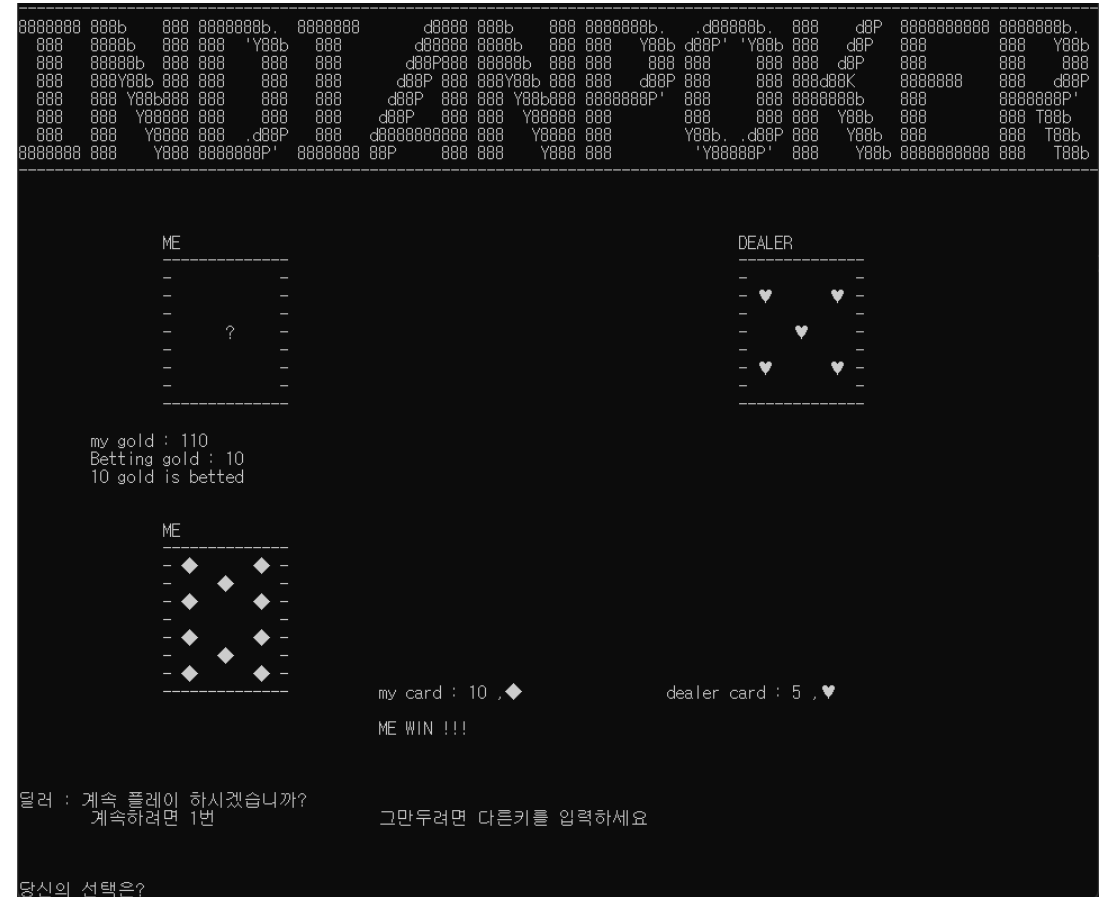 INDIANPOKER
ME DEALER
?
my gold : 110
Betting gold : 10
10 gold is betted
ME
my card : 10 ,◆ dealer card : 5 ,♥
ME WIN !!!
딜러 : 계속 플레이 하시겠습니까?
계속하려면 1번 그만두려면 다른키를 입력하세요
당신의 선택은?